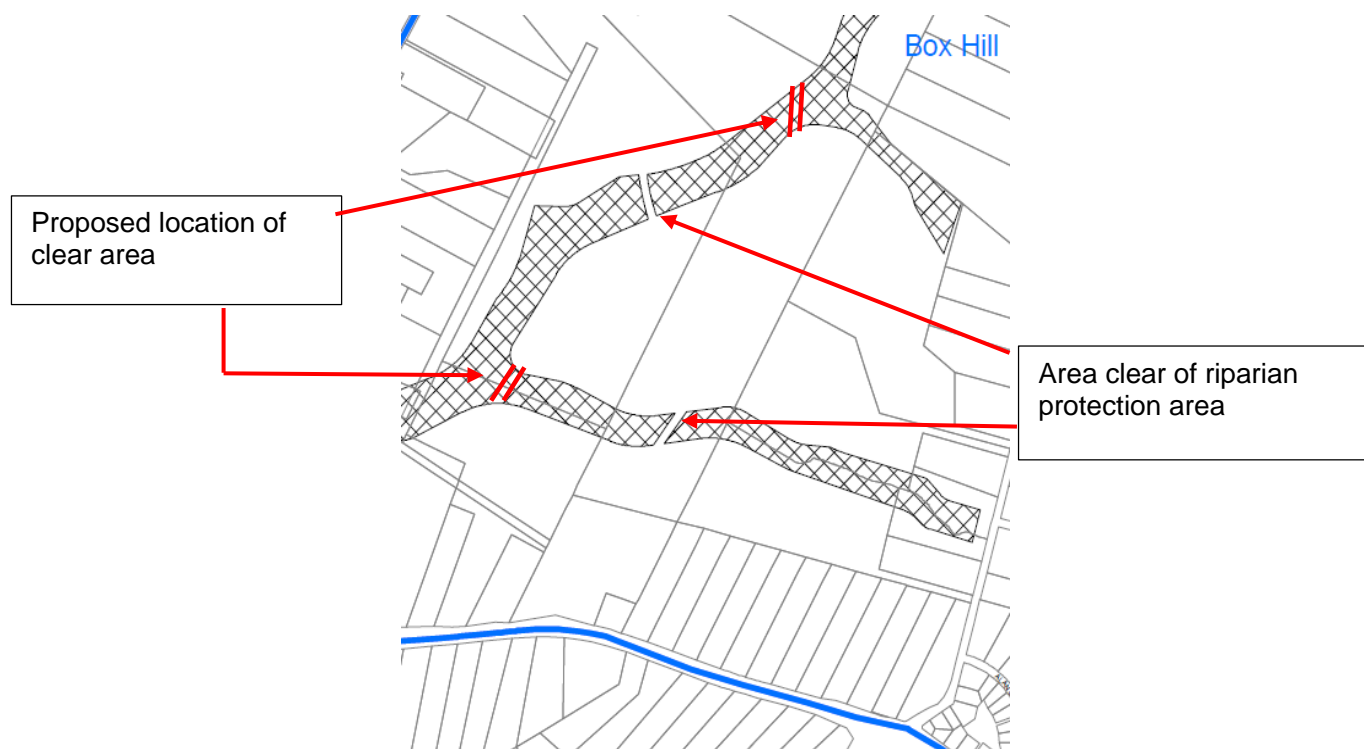 Box Hill
Proposed location of
clear area
Area clear of riparian
protection area